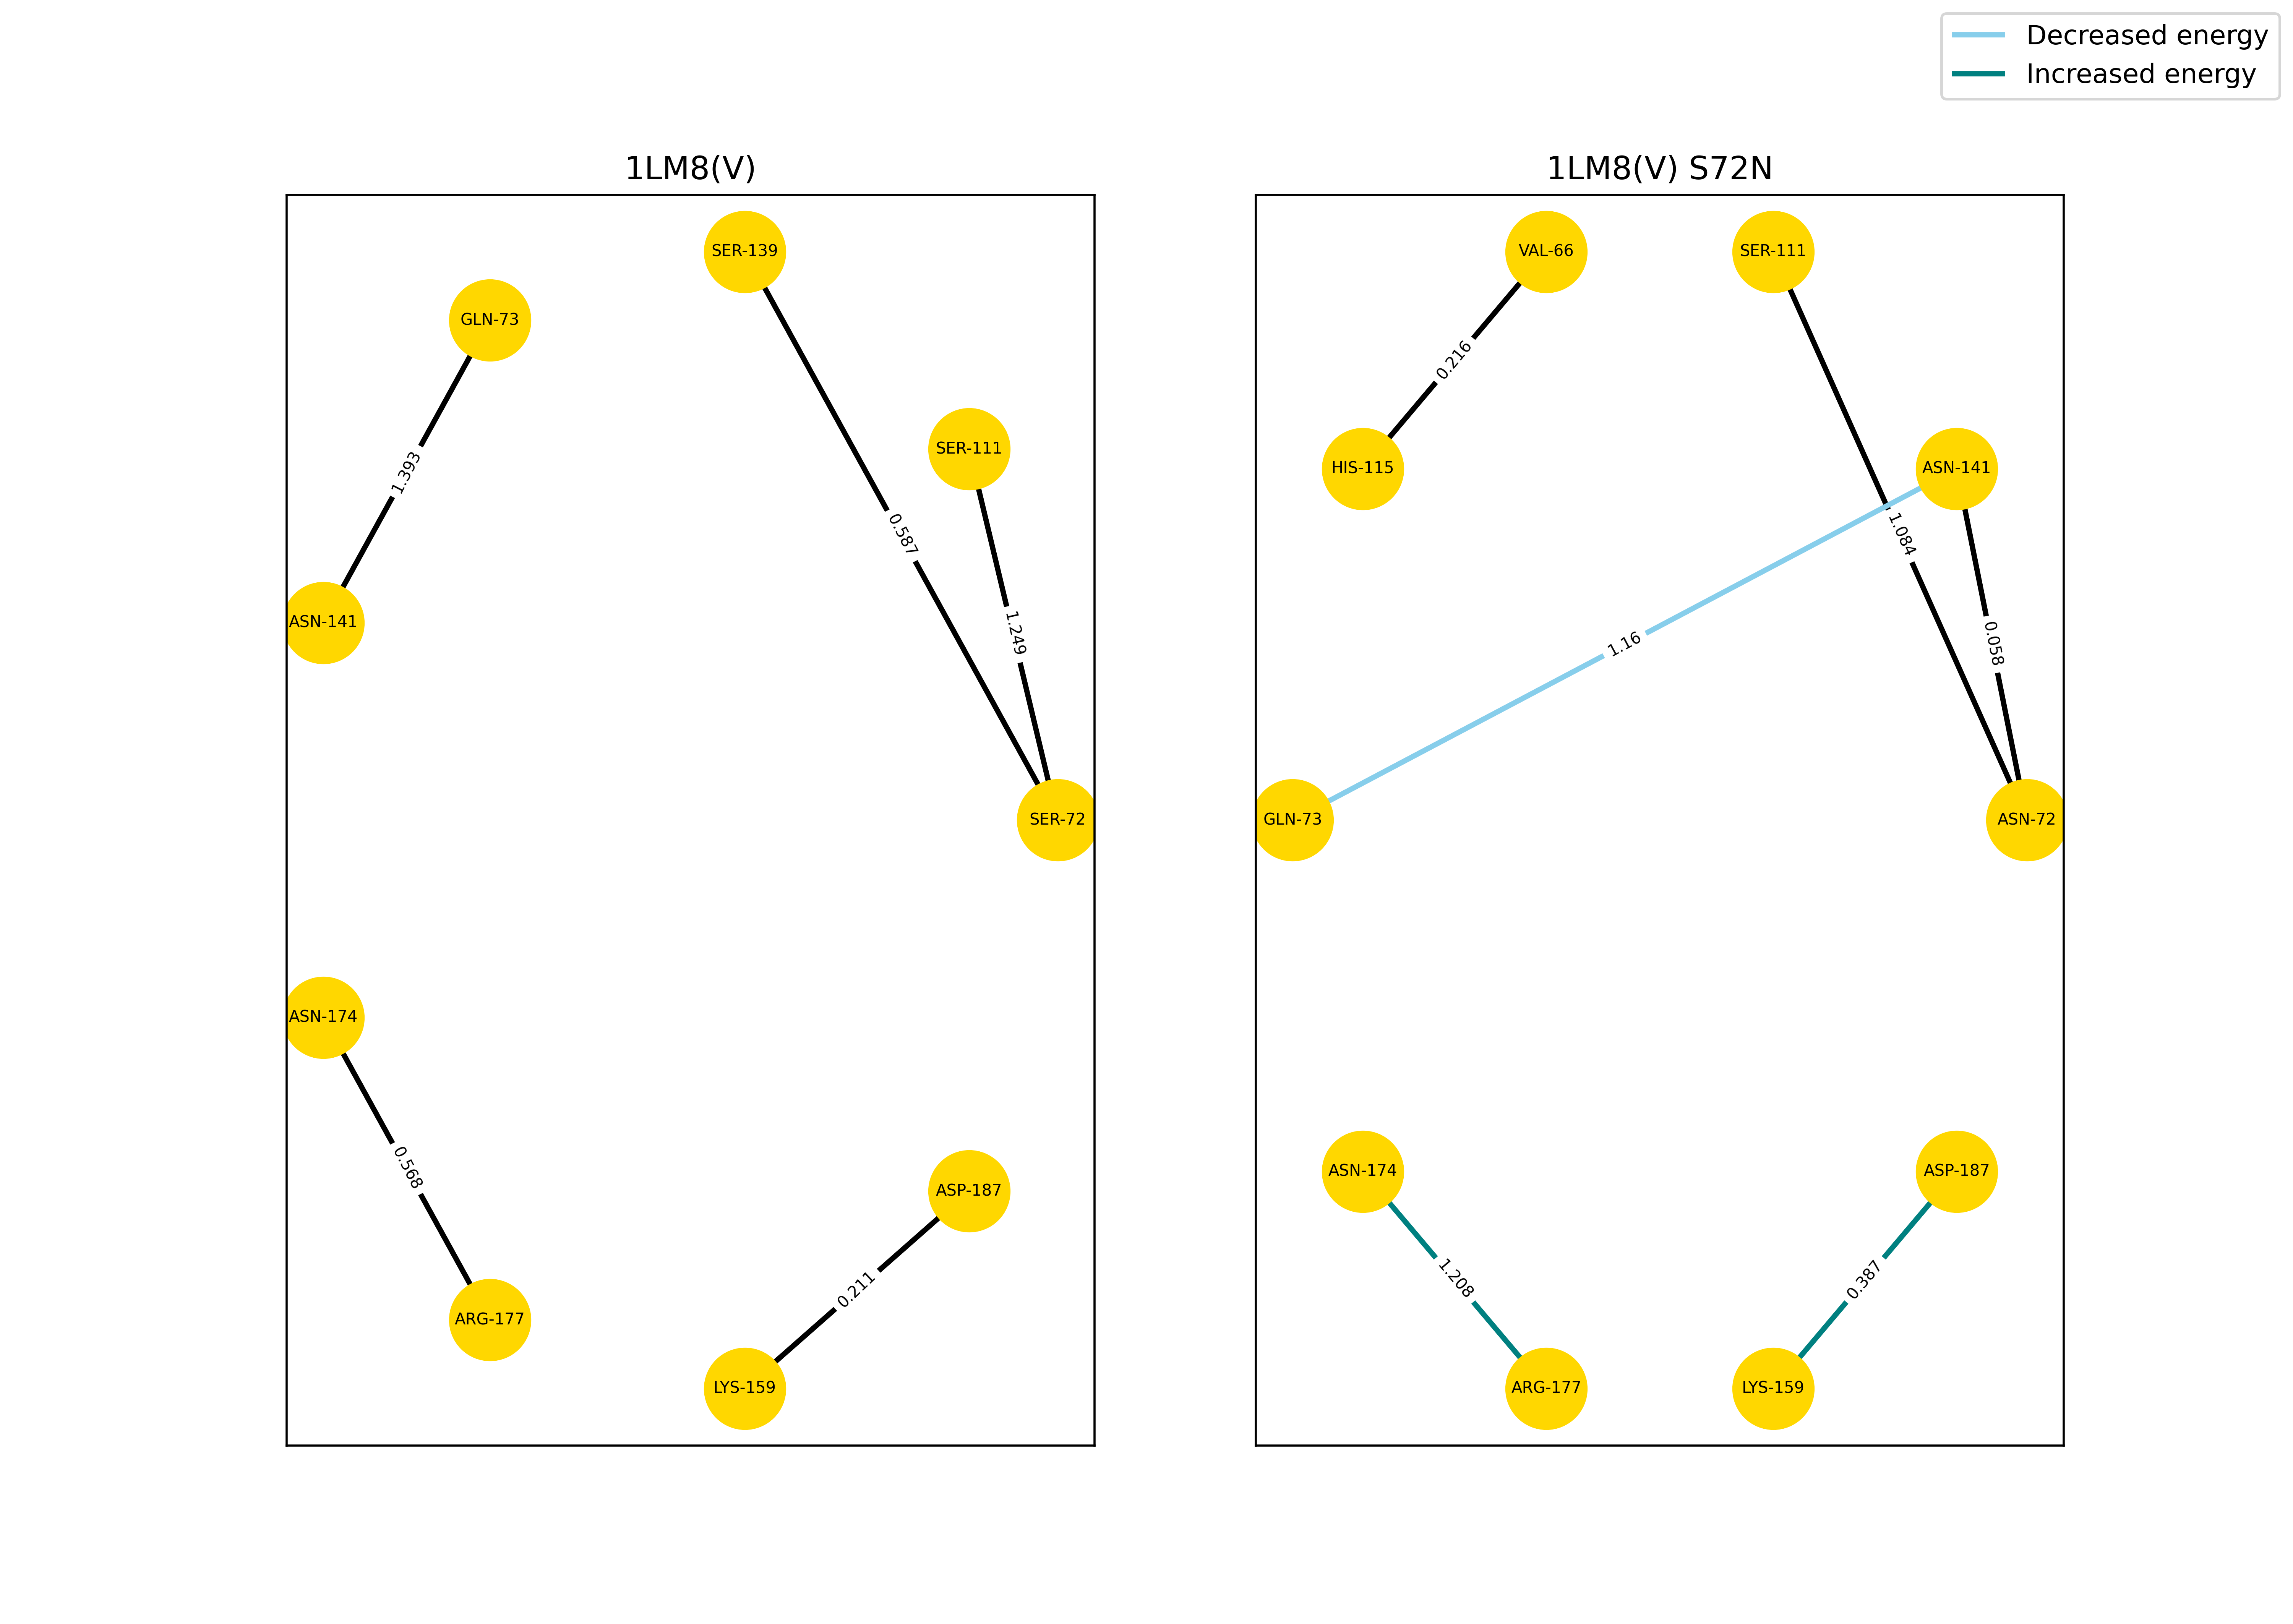 Decreased energy
Increased energy
1LM8(V)
SER-139
GLN-73
SER-111
1.393
0.587
ASN-141
1.249
SER-72
ASN-174
0.568
ASP-187
0.211
ARG-177
LYS-159
1LM8(V) S72N
VAL-66
SER-111
0.216
HIS-115
ASN-141
1.084
1.16
0.058
GLN-73
ASN-72
ASN-174
ASP-187
1.208
0.387
ARG-177
LYS-159